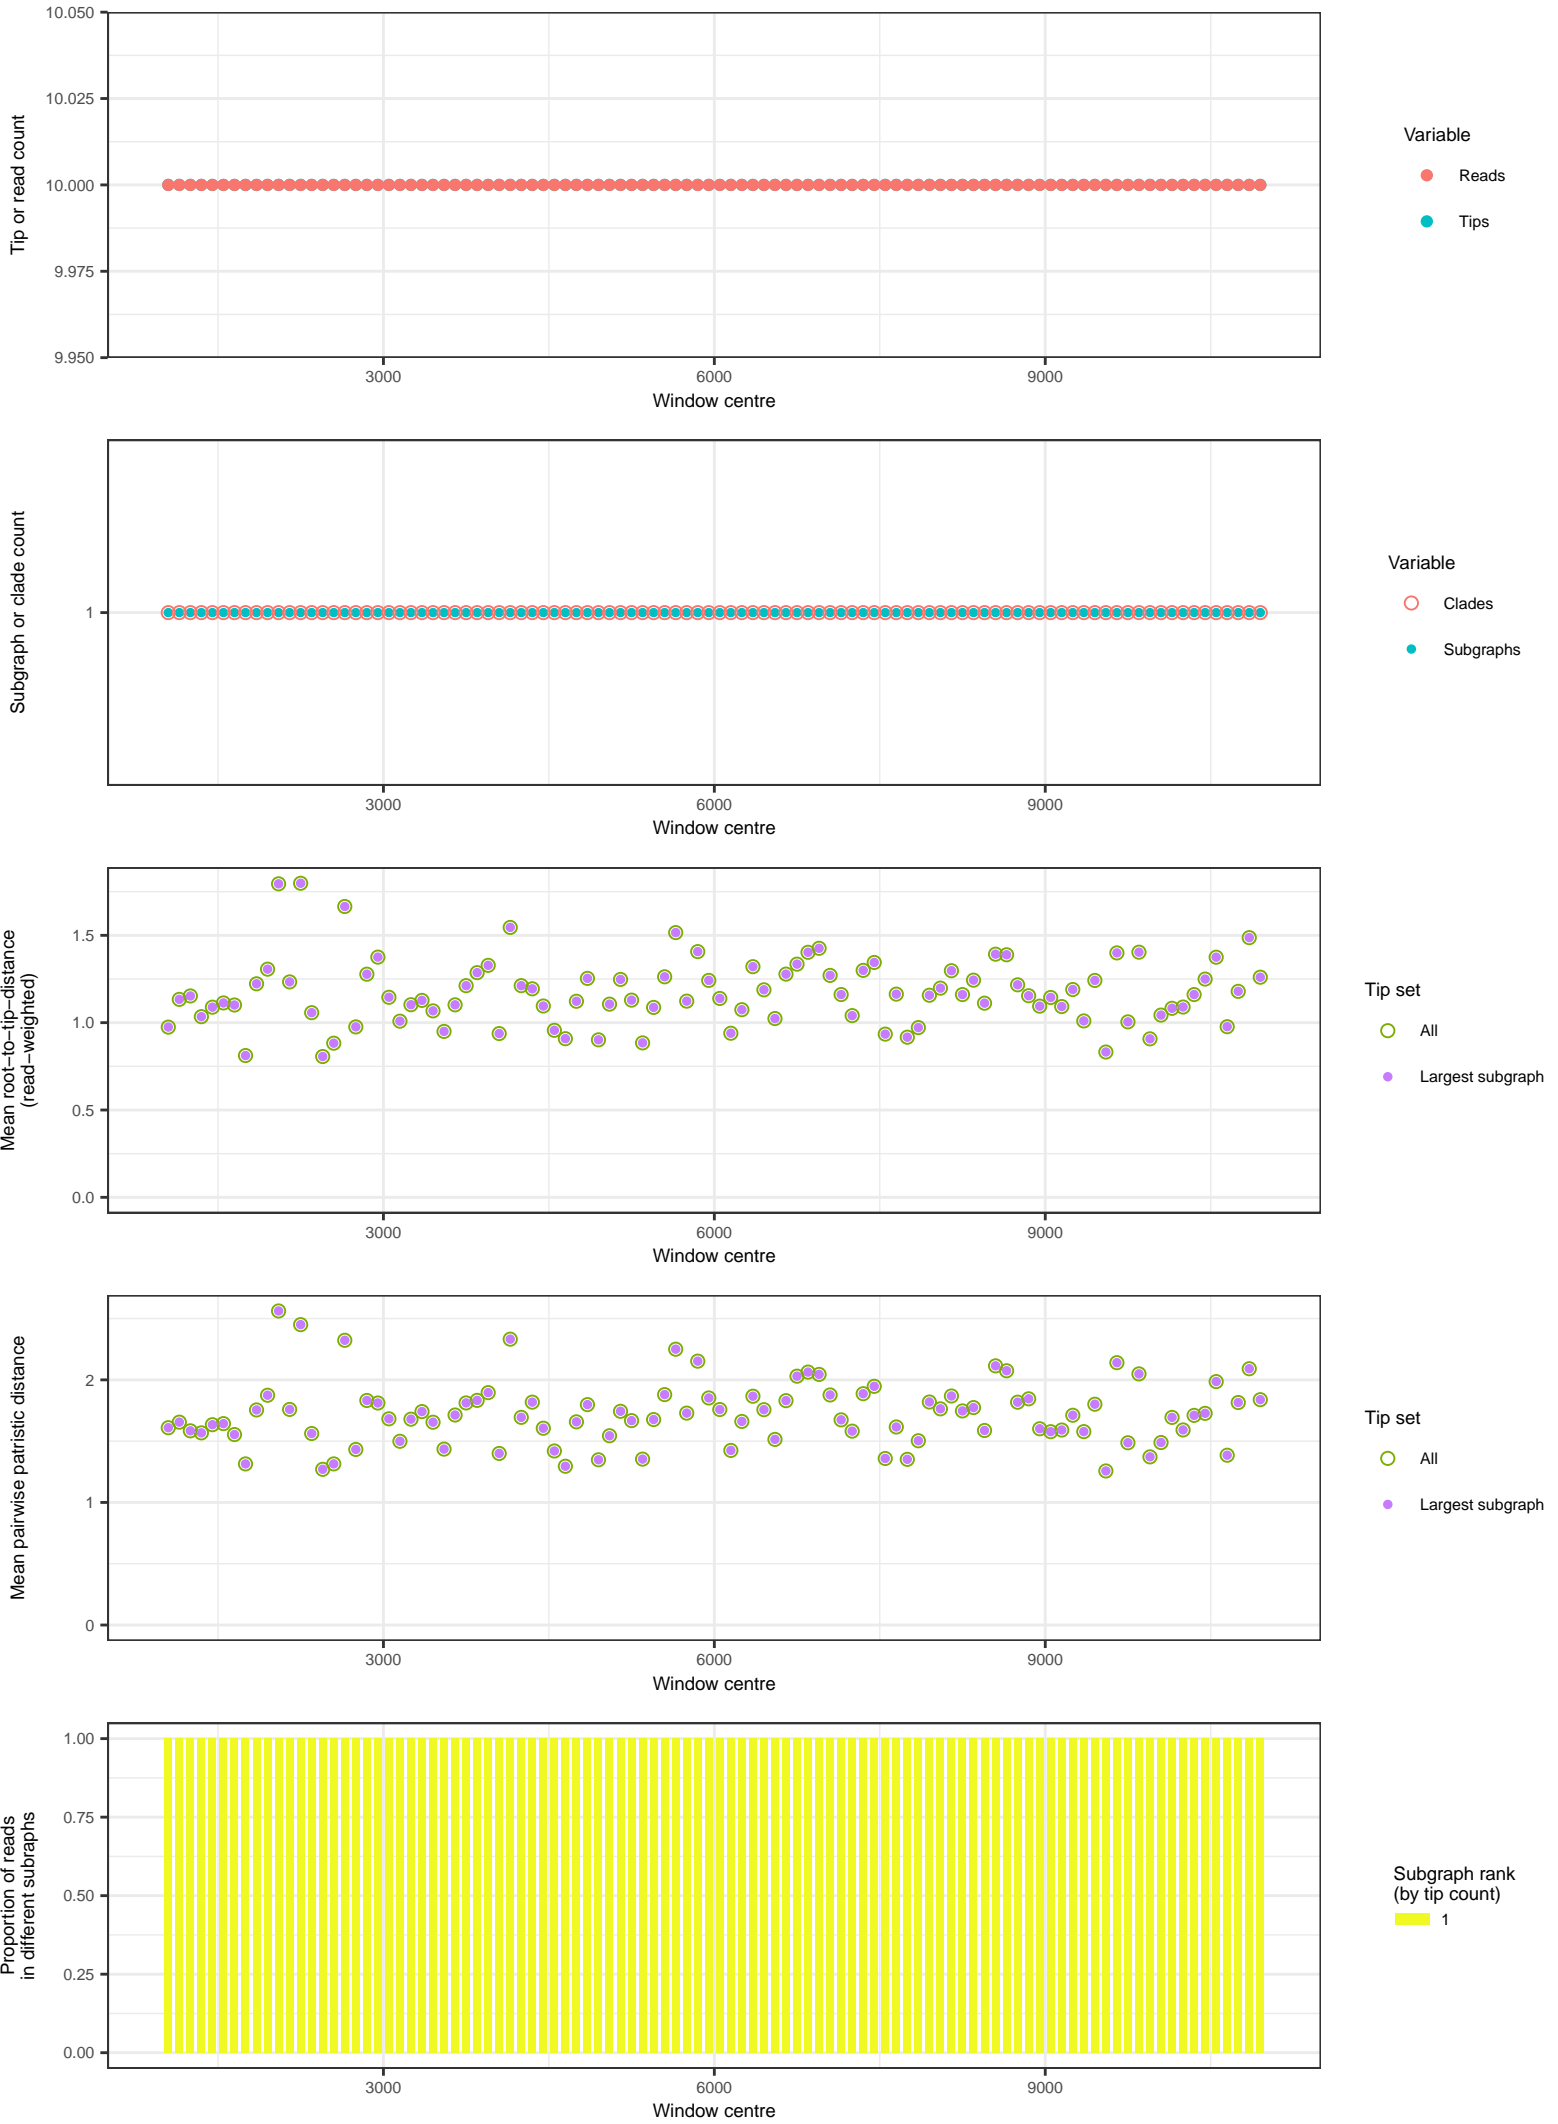 10.050
10.025
10.000
9.975
9.950
Tip or read count
3000
6000
9000
Window centre
Variable
Reads
Tips
1
Subgraph or clade count
3000
6000
9000
Window centre
Variable
Clades
Subgraphs
1.5
1.0
0.5
0.0
Mean root−to−tip−distance
(read−weighted)
3000
6000
9000
Window centre
Tip set
All
Largest subgraph
2
1
0
Mean pairwise patristic distance
3000
6000
9000
Window centre
Tip set
All
Largest subgraph
1.00
0.75
0.50
0.25
0.00
Proportion of reads
in different subraphs
3000
6000
9000
Window centre
Subgraph rank
(by tip count)
1